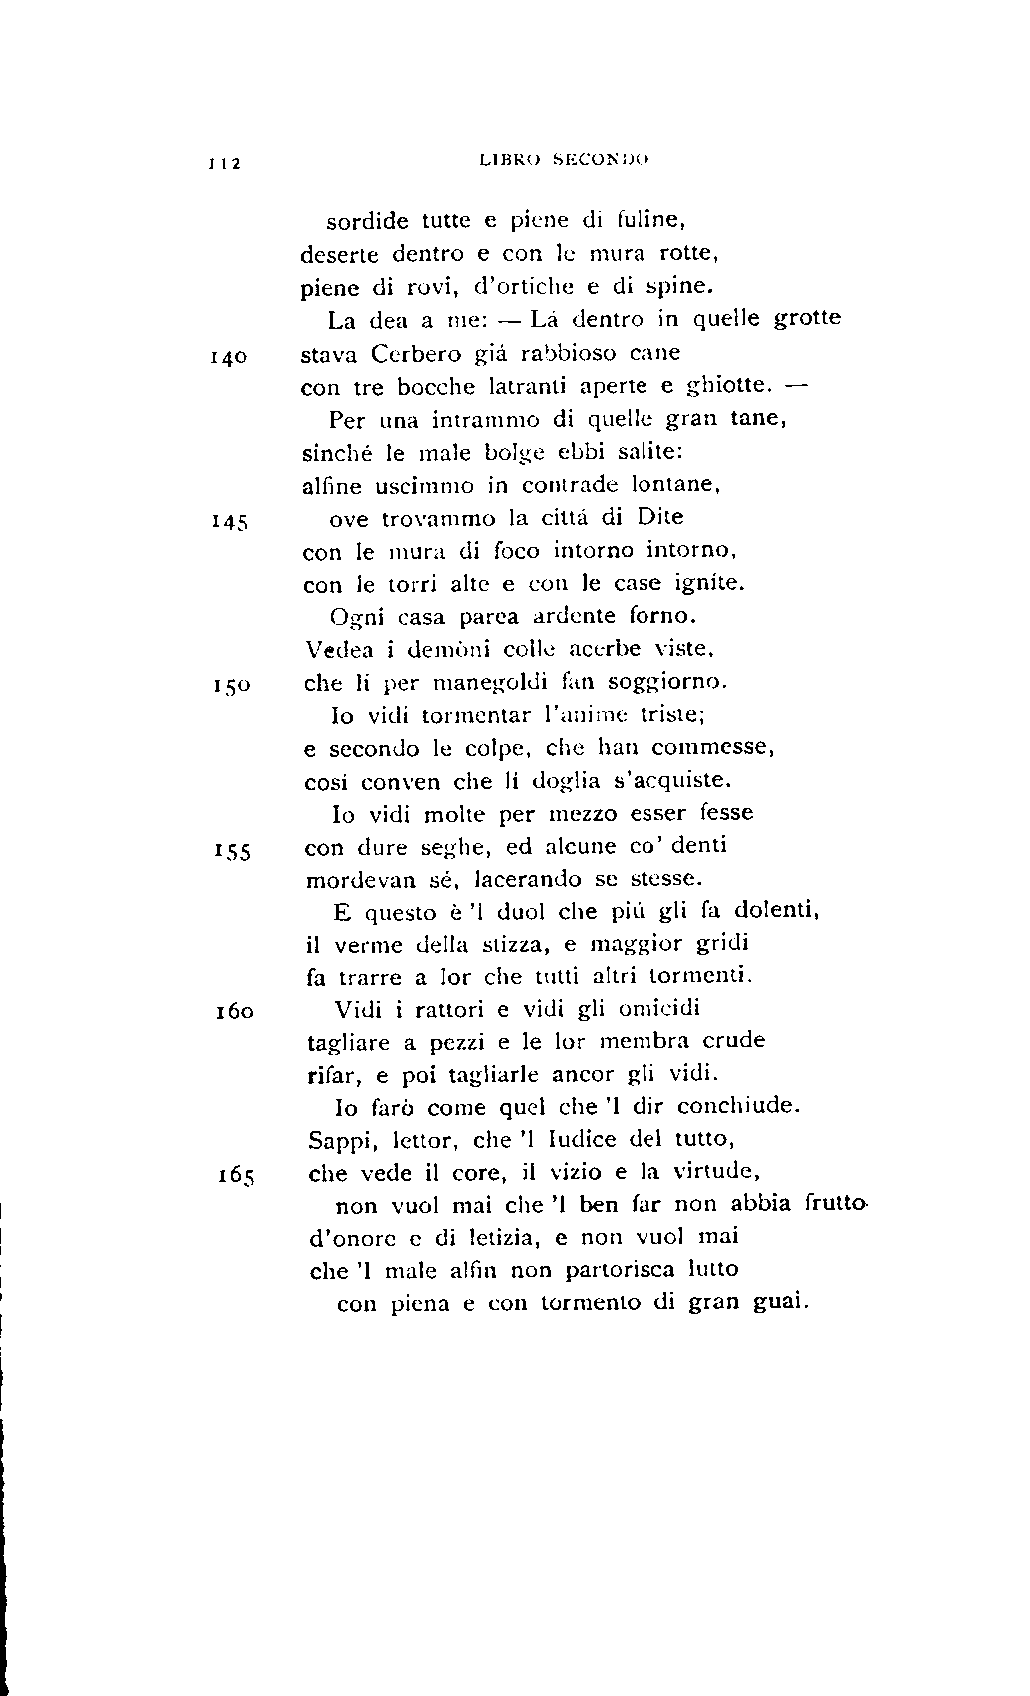 112 LIBRO SECONDO
sordide tutte e piene di fuline,
deserte dentro e con le mura rotte,
piene di rovi, d'ortiche e di spine.
La dea a me: — Lá dentro in quelle grotte
140 stava Cerbero giá rabbioso cane
con tre bocche latranti aperte e ghiotte. —
Per una intrammo di quelle gran tane,
sinché le male bolge ebbi salite:
alfine uscimmo in contrade lontane,
145 ove trovammo la cittá di Dite
con le mura di foco intorno intorno,
con le torri alte e con le case ignite.
Ogni casa parea ardente forno.
Vedea i demòni colle acerbe viste,
150 che li per manegoldi fan soggiorno.
Io vidi tormentar l'anime triste;
e secondo le colpe, che han commesse,
cosi conven che li doglia s'acquiste.
Io vidi molte per mezzo esser fesse
155 con dure seghe, ed alcune co' denti
mordevan sé, lacerando se stesse.
E questo è 'l duol che piú gli fa dolenti,
il verme della stizza, e maggior gridi
fa trarre a lor che tutti altri tormenti.
160 Vidi i rattori e vidi gli omicidi
tagliare a pezzi e le lor membra crude
rifar, e poi tagliarle ancor gli vidi.
Io farò come quel che 'l dir conchiude.
Sappi, lettor, che 'l Iudice del tutto,
165 che vede il core, il vizio e la virtude,
non vuol mai che 'l ben far non abbia frutto
d'onore e di letizia, e non vuol mai
che 'l male alfin non partorisca lutto
con piena e con tormento di gran guai.